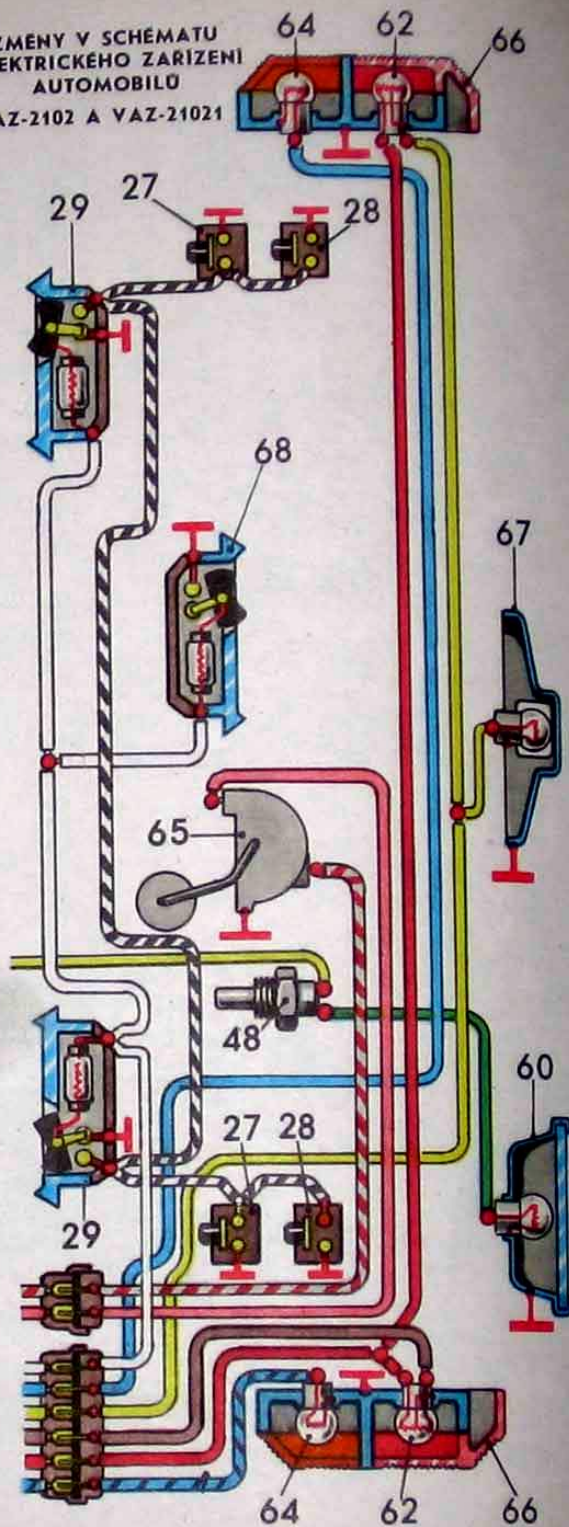 ZMĚNY V SCHÉMATU
EKTRICKÉHO ZAŘÍZENÍ
AUTOMOBILŮ
AZ-2102 A VAZ-21021
64 62 66
27 28
29
68
67
65
48
60
27 28
29
64 62 66